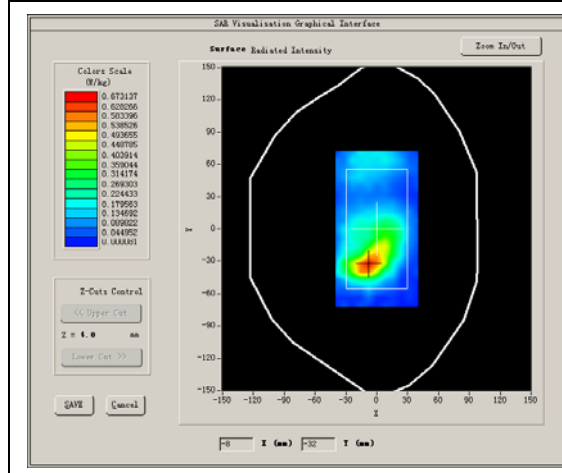 SAR Visualisation Graphical Interface
Surface Radiated Intensity
Zoom In/Out
Colors Scale
(W/kg)
0.673137
0.628266
0.583396
0.538526
0.493655
0.448785
0.403914
0.359044
0.314174
0.269303
0.224433
0.179563
0.134692
0.089822
0.044952
0.000081
150
120
90
60
30
0
-30
-60
-90
-120
-150
Y
-150 -120 -90 -60 -30 0 30 60 90 120 150
X
Z-Cuts Control
<< Upper Cut
Z = 4.0 mm
Lower Cut >>
SAVE Cancel
-8 X (mm) -32 Y (mm)